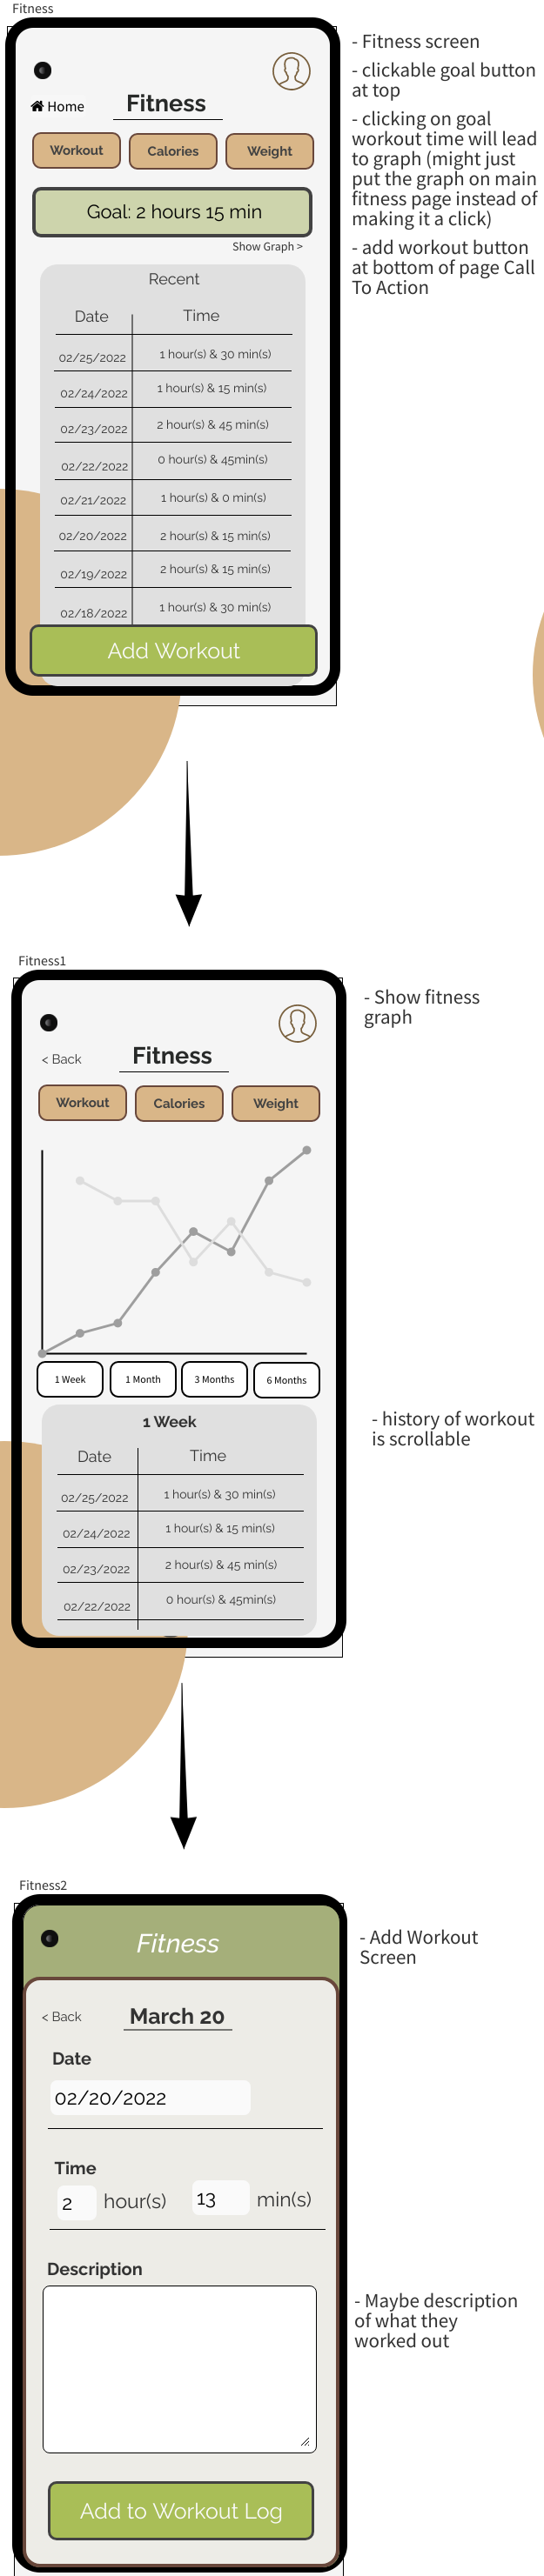 Fitness
- Fitness screen
- clickable goal button
at top
- clicking on goal
workout time will lead
to graph (might just
put the graph on main
fitness page instead of
making it a click)
- add workout button
at bottom of page Call
To Action
Home
Fitness
Workout
Calories
Weight
Goal: 2 hours 15 min
Show Graph >
Recent
Date
Time
02/25/2022
1 hour(s) & 30 min(s)
02/24/2022
1 hour(s) & 15 min(s)
02/23/2022
2 hour(s) & 45 min(s)
02/22/2022
0 hour(s) & 45min(s)
02/21/2022
1 hour(s) & 0 min(s)
02/20/2022
2 hour(s) & 15 min(s)
02/19/2022
2 hour(s) & 15 min(s)
02/18/2022
1 hour(s) & 30 min(s)
Add Workout
Fitness1
- Show fitness
graph
< Back
Fitness
Workout
Calories
Weight
1 Week
1 Month
3 Months
6 Months
- history of workout
is scrollable
1 Week
Date
Time
02/25/2022
1 hour(s) & 30 min(s)
02/24/2022
1 hour(s) & 15 min(s)
02/23/2022
2 hour(s) & 45 min(s)
02/22/2022
0 hour(s) & 45min(s)
Fitness2
- Add Workout
Screen
Fitness
< Back
March 20
Date
02/20/2022
Time
2
hour(s)
13
min(s)
Description
- Maybe description
of what they
worked out
Add to Workout Log